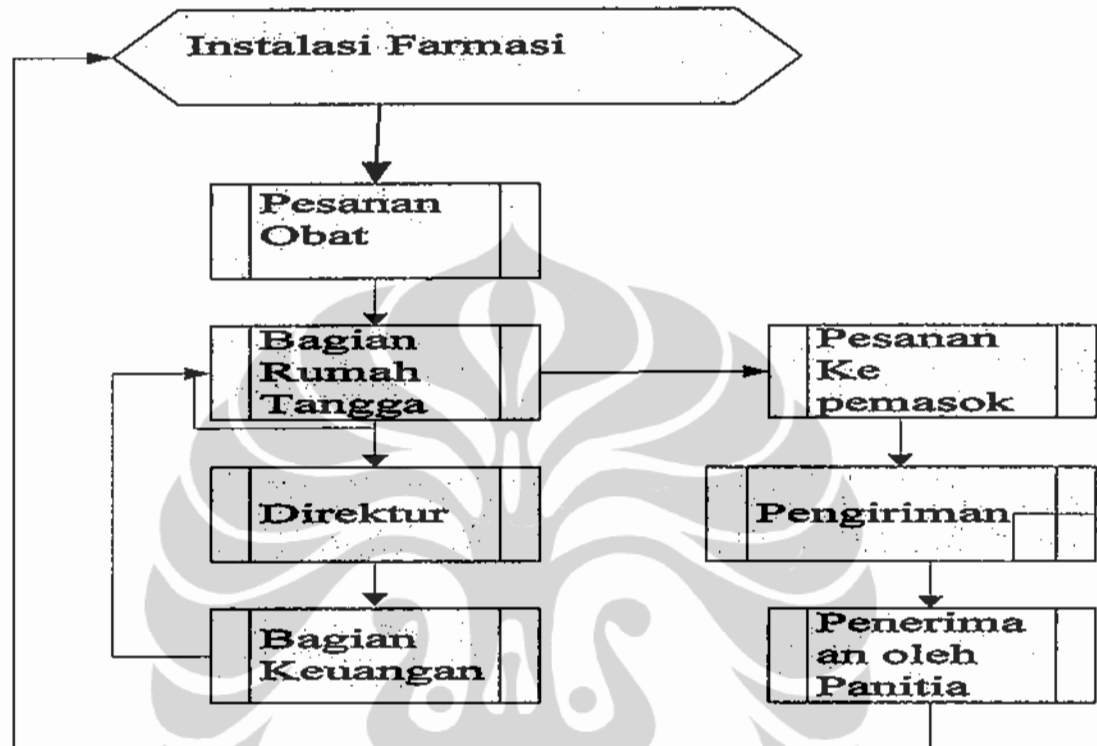 Instalasi Farmasi
Pesanan
Obat
Bagian
Rumah
Tangga
Pesanan
Ke
pemasok
Direktur
Pengiriman
Bagian
Keuangan
Penerima
an oleh
Panitia